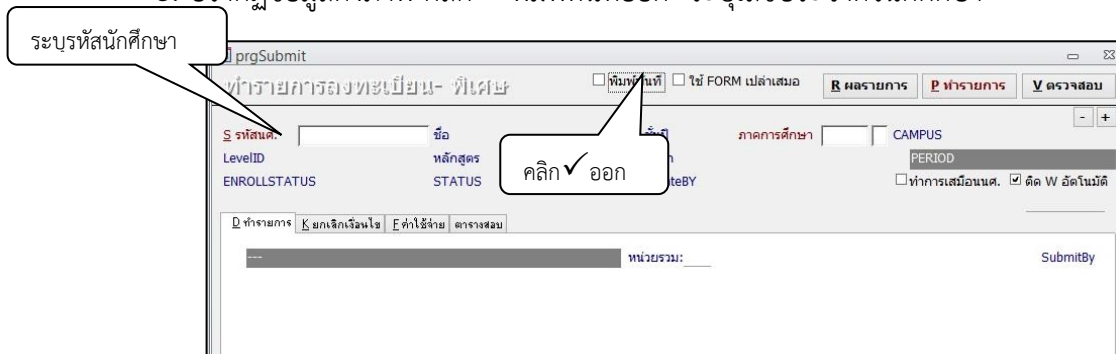 ระบุรหัสนักศึกษา
prgSubmit
ทำรายการลงทะเบียน- พิเศษ
พิมพ์ทันที ใช้ FORM เปล่าเสมอ R ผลรายการ P ทำรายการ V ตรวจสอบ
- +
S รหัสนศ. ชื่อ ชั้นปี ภาคการศึกษา CAMPUS
LevelID หลักสูตร PERIOD
คลิก✓ออก
ENROLLSTATUS STATUS teBY ทำการเสมือนนศ. ติด W อัตโนมัติ
D ทำรายการ K ยกเลิกเงื่อนไข F ค่าใช้จ่าย ตารางสอบ
--- หน่วยรวม: SubmitBy